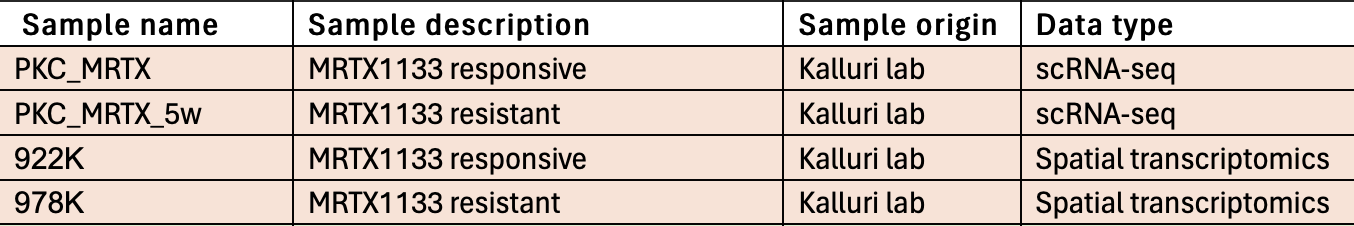 Sample name Sample description Sample origin Data type
PKC_MRTX MRTX1133 responsive Kalluri lab scRNA-seq
PKC_MRTX_5w MRTX1133 resistant Kalluri lab scRNA-seq
922K MRTX1133 responsive Kalluri lab Spatial transcriptomics
978K MRTX1133 resistant Kalluri lab Spatial transcriptomics